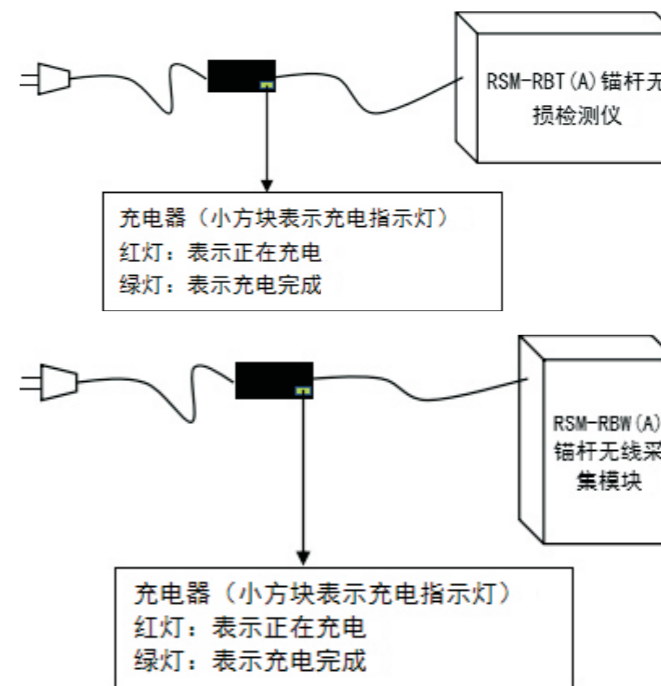 RSM-RBT(A)锚杆无
损检测仪
充电器（小方块表示充电指示灯）
红灯：表示正在充电
绿灯：表示充电完成
RSM-RBW(A)
锚杆无线采
集模块
充电器（小方块表示充电指示灯）
红灯：表示正在充电
绿灯：表示充电完成